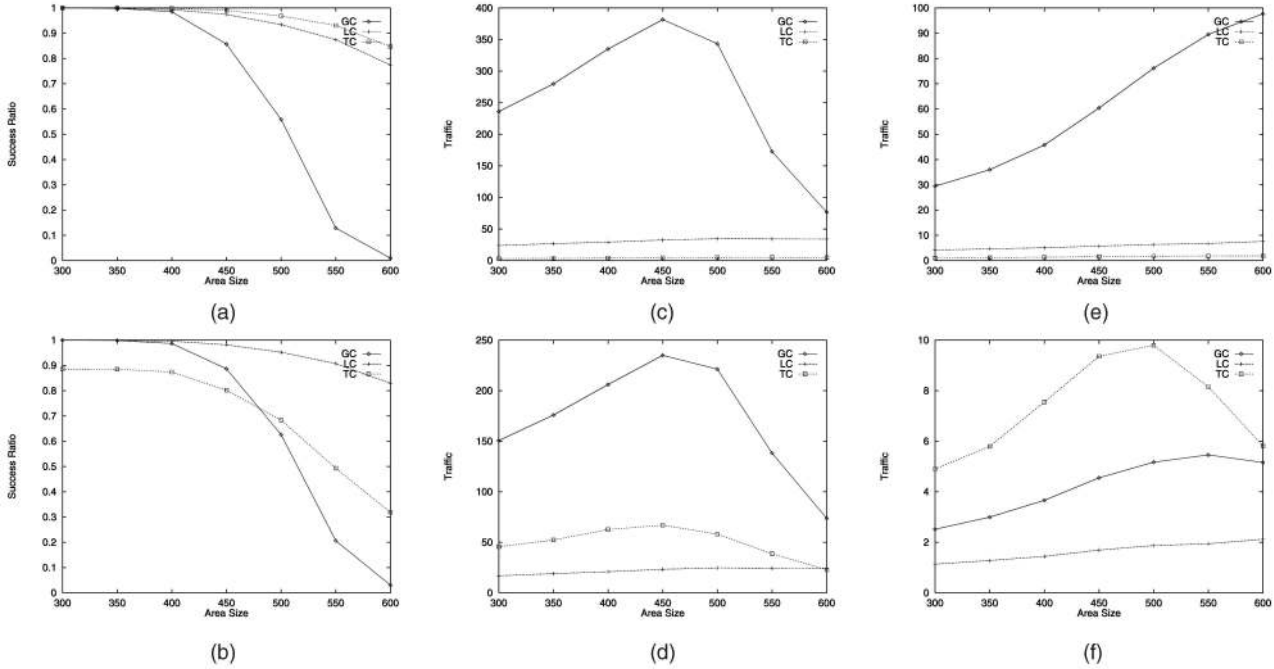 1
0.9
0.8
0.7
0.6
0.5
0.4
0.3
0.2
0.1
0
Success Ratio
GC
LC
TC
300 350 400 450 500 550 600
Area Size
(a)
400
350
300
250
200
150
100
50
0
Traffic
GC
LC
TC
300 350 400 450 500 550 600
Area Size
(c)
100
90
80
70
60
50
40
30
20
10
0
Traffic
GC
LC
TC
300 350 400 450 500 550 600
Area Size
(e)
1
0.9
0.8
0.7
0.6
0.5
0.4
0.3
0.2
0.1
0
Success Ratio
GC
LC
TC
300 350 400 450 500 550 600
Area Size
(b)
250
200
150
100
50
0
Traffic
GC
LC
TC
300 350 400 450 500 550 600
Area Size
(d)
10
8
6
4
2
0
Traffic
GC
LC
TC
300 350 400 450 500 550 600
Area Size
(f)